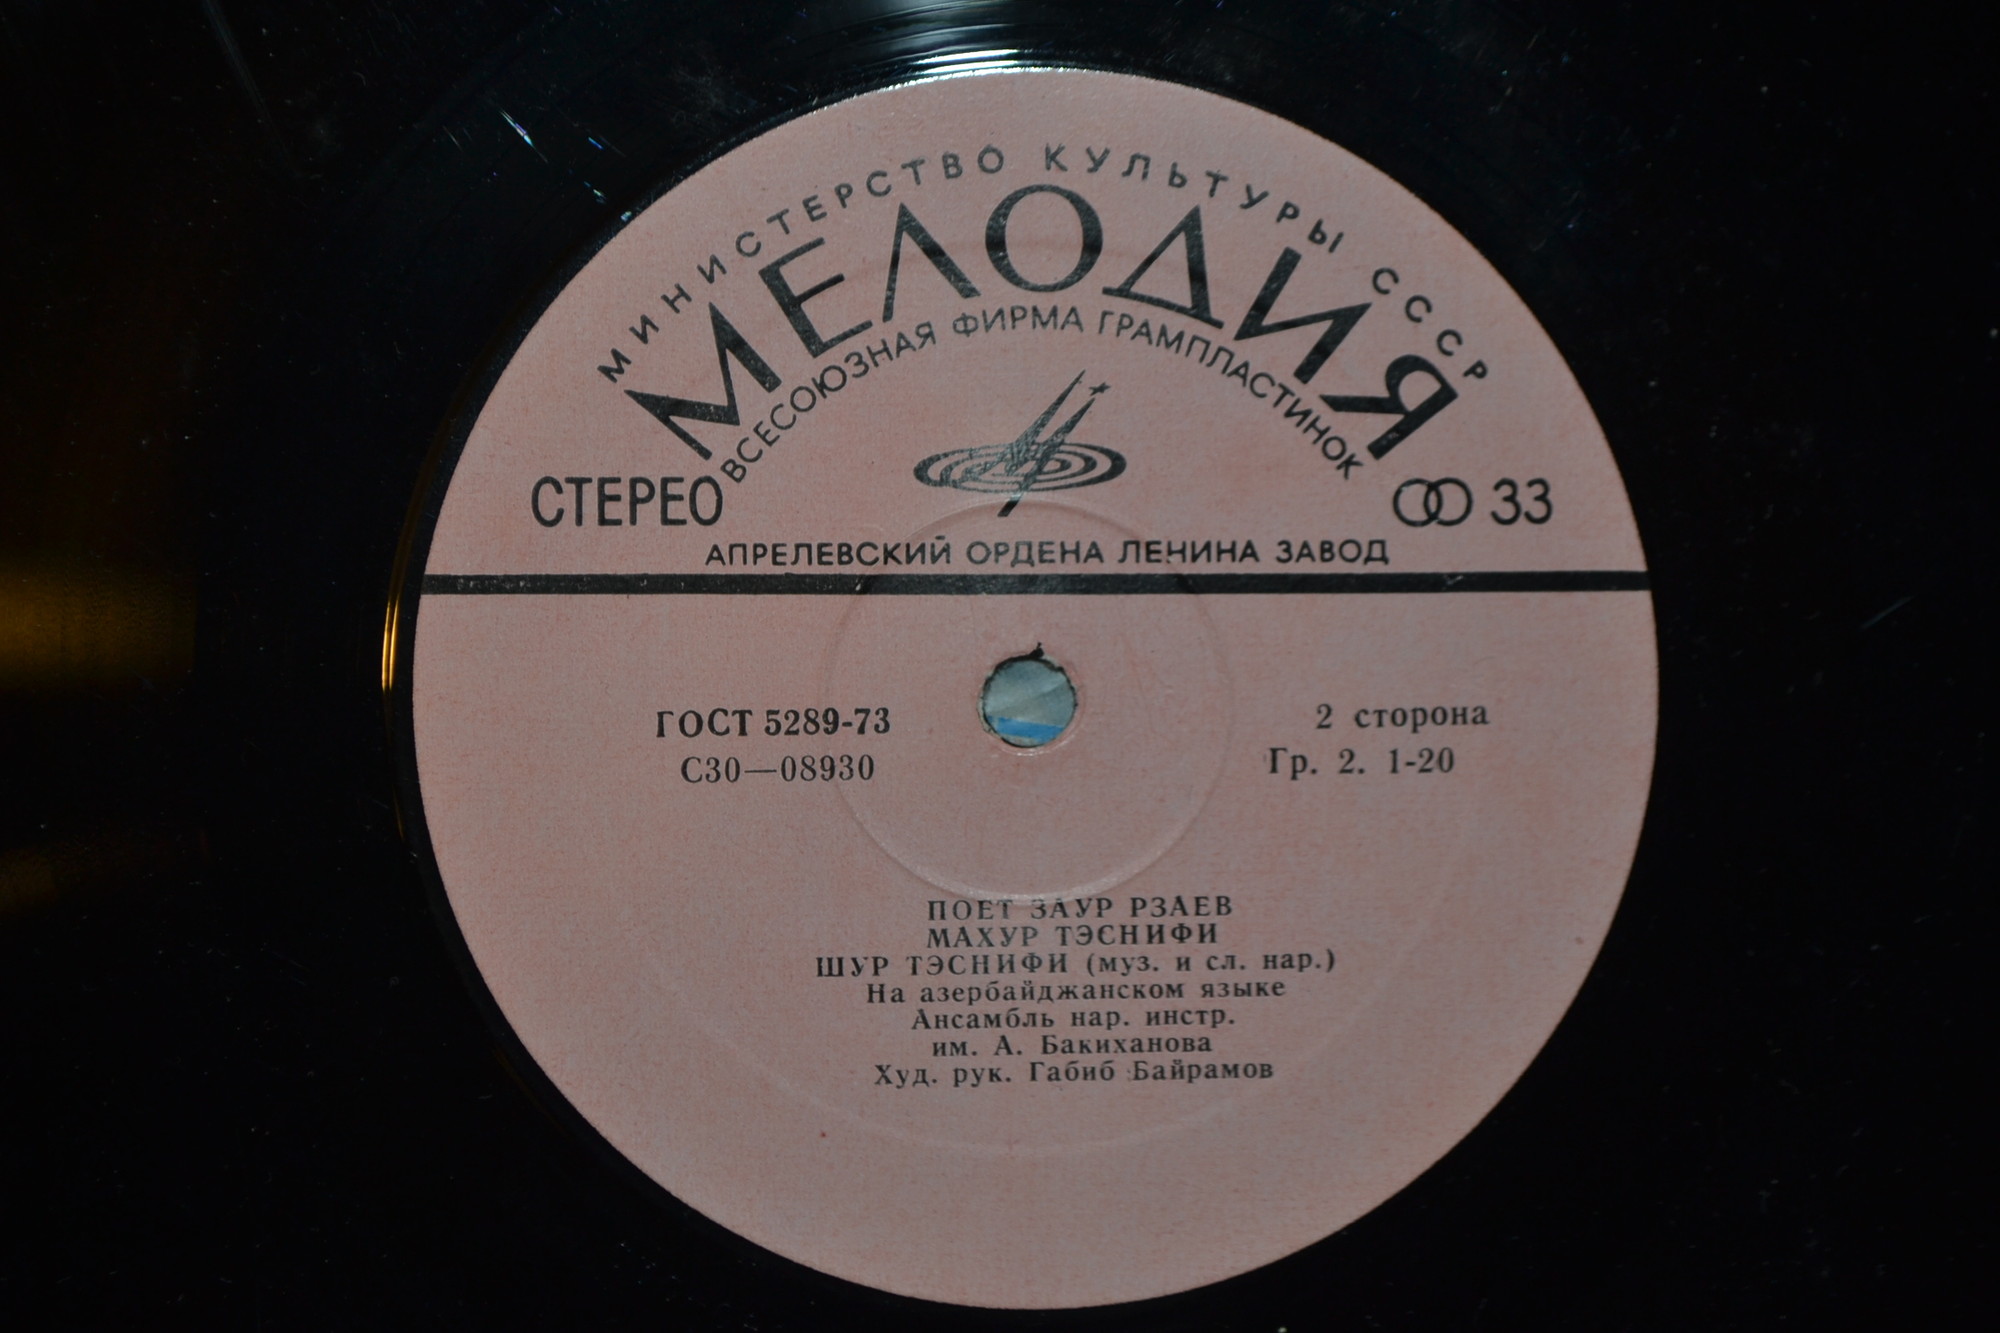 МИНИСТЕРСТВО КУЛЬТУРЫ СССР
МЕЛОДИЯ
ВСЕСОЮЗНАЯ ФИРМА ГРАМПЛАСТИНОК
СТЕРЕО 33
АПРЕЛЕВСКИЙ ОРДЕНА ЛЕНИНА ЗАВОД
ГОСТ 5289-73
С30—08930
2 сторона
Гр. 2. 1-20
ПОЕТ ЗАУР РЗАЕВ
МАХУР ТЭСНИФИ
ШУР ТЭСНИФИ (муз. и сл. нар.)
На азербайджанском языке
Ансамбль нар. инстр.
им. А. Бакиханова
Худ. рук. Габиб Байрамов